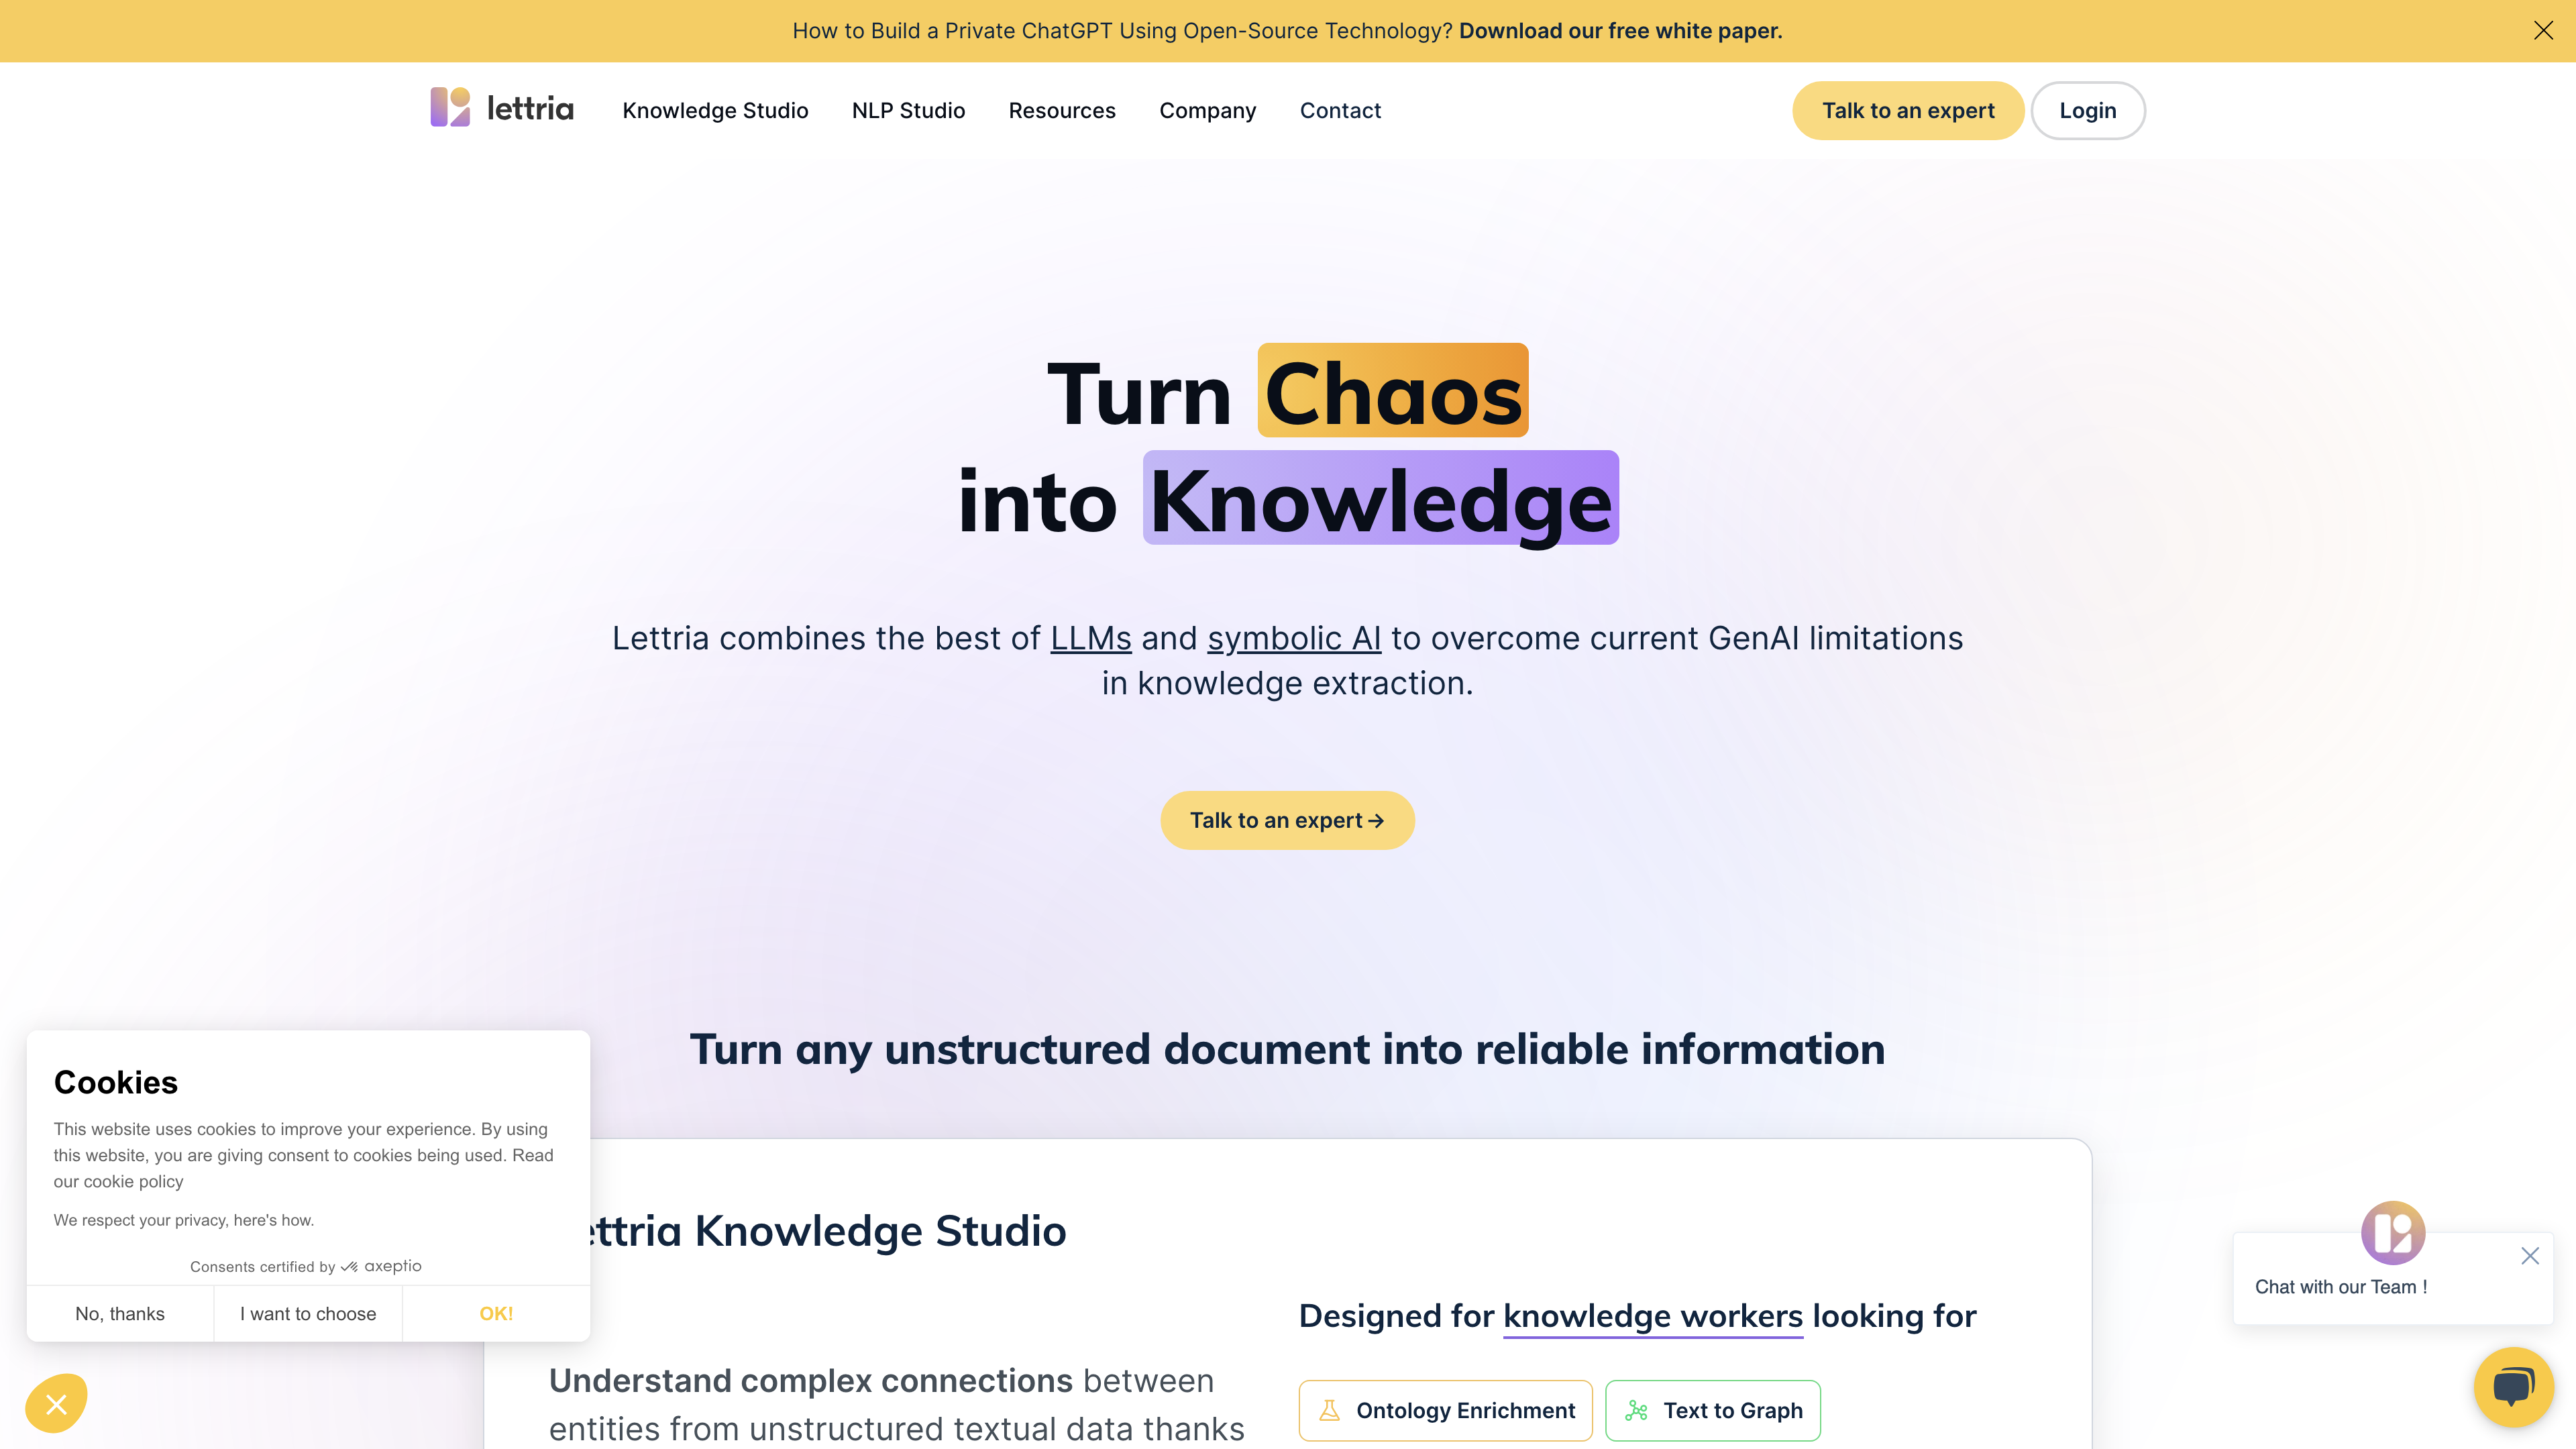 How to Build a Private ChatGPT Using Open-Source Technology? Download our free white paper.
lettria
Knowledge Studio
NLP Studio
Resources
Company
Contact
Talk to an expert
Login
Turn Chaos
into Knowledge
Lettria combines the best of LLMs and symbolic AI to overcome current GenAI limitations
in knowledge extraction.
Talk to an expert →
Turn any unstructured document into reliable information
Cookies
This website uses cookies to improve your experience. By using
this website, you are giving consent to cookies being used. Read
our cookie policy
We respect your privacy, here's how.
Consents certified by axeptio
No, thanks
I want to choose
OK!
ettria Knowledge Studio
Understand complex connections between
entities from unstructured textual data thanks
Designed for knowledge workers looking for
Ontology Enrichment
Text to Graph
Chat with our Team !